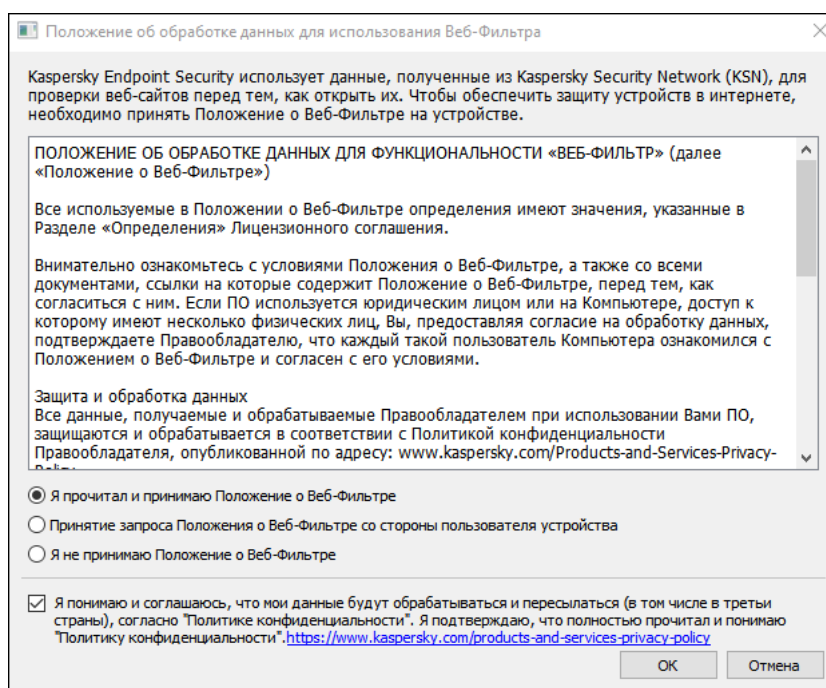 Положение об обработке данных для использования Веб-Фильтра
Kaspersky Endpoint Security использует данные, полученные из Kaspersky Security Network (KSN), для
проверки веб-сайтов перед тем, как открыть их. Чтобы обеспечить защиту устройств в интернете,
необходимо принять Положение о Веб-Фильтре на устройстве.
ПОЛОЖЕНИЕ ОБ ОБРАБОТКЕ ДАННЫХ ДЛЯ ФУНКЦИОНАЛЬНОСТИ «ВЕБ-ФИЛЬТР» (далее
«Положение о Веб-Фильтре»)
Все используемые в Положении о Веб-Фильтре определения имеют значения, указанные в
Разделе «Определения» Лицензионного соглашения.
Внимательно ознакомьтесь с условиями Положения о Веб-Фильтре, а также со всеми
документами, ссылки на которые содержит Положение о Веб-Фильтре, перед тем, как
согласиться с ним. Если ПО используется юридическим лицом или на Компьютере, доступ к
которому имеют несколько физических лиц, Вы, предоставляя согласие на обработку данных,
подтверждаете Правообладателю, что каждый такой пользователь Компьютера ознакомился с
Положением о Веб-Фильтре и согласен с его условиями.
Защита и обработка данных
Все данные, получаемые и обрабатываемые Правообладателем при использовании Вами ПО,
защищаются и обрабатывается в соответствии с Политикой конфиденциальности
Правообладателя, опубликованной по адресу: www.kaspersky.com/Products-and-Services-Privacy-
Policy
Я прочитал и принимаю Положение о Веб-Фильтре
Принятие запроса Положения о Веб-Фильтре со стороны пользователя устройства
Я не принимаю Положение о Веб-Фильтре
Я понимаю и соглашаюсь, что мои данные будут обрабатываться и пересылаться (в том числе в третьи
страны), согласно "Политике конфиденциальности". Я подтверждаю, что полностью прочитал и понимаю
"Политику конфиденциальности".https://www.kaspersky.com/products-and-services-privacy-policy
OK
Отмена